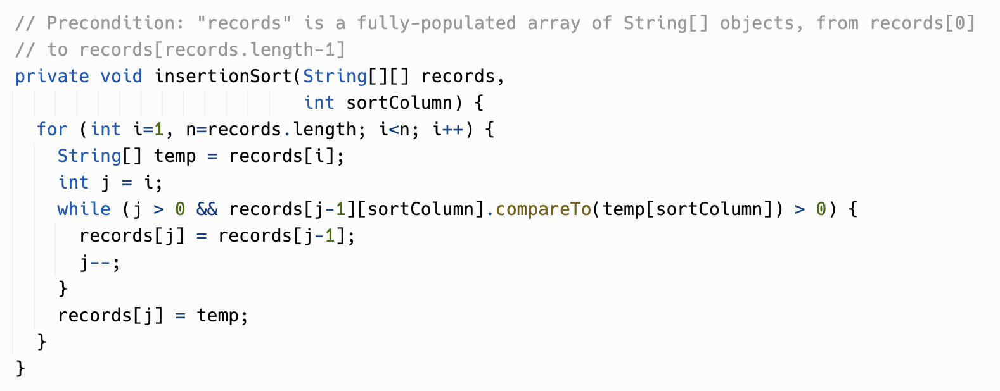 // Precondition: "records" is a fully-populated array of String[] objects, from records[0]
// to records[records.length-1]
private void insertionSort(String[][] records,
                           int sortColumn) {
  for (int i=1, n=records.length; i<n; i++) {
    String[] temp = records[i];
    int j = i;
    while (j > 0 && records[j-1][sortColumn].compareTo(temp[sortColumn]) > 0) {
      records[j] = records[j-1];
      j--;
    }
    records[j] = temp;
  }
}